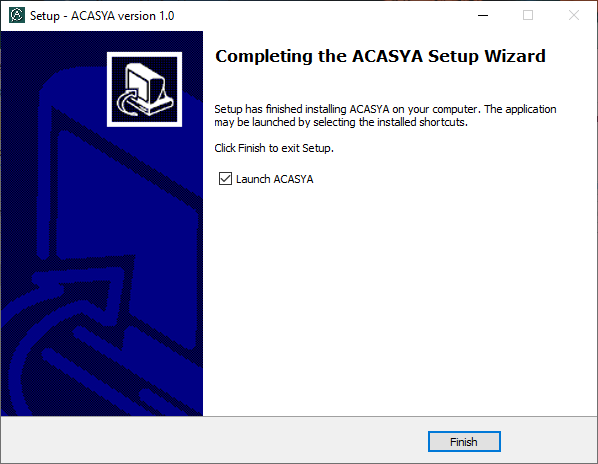 Setup - ACASYA version 1.0
Completing the ACASYA Setup Wizard
Setup has finished installing ACASYA on your computer. The application
may be launched by selecting the installed shortcuts.
Click Finish to exit Setup.
Launch ACASYA
Finish